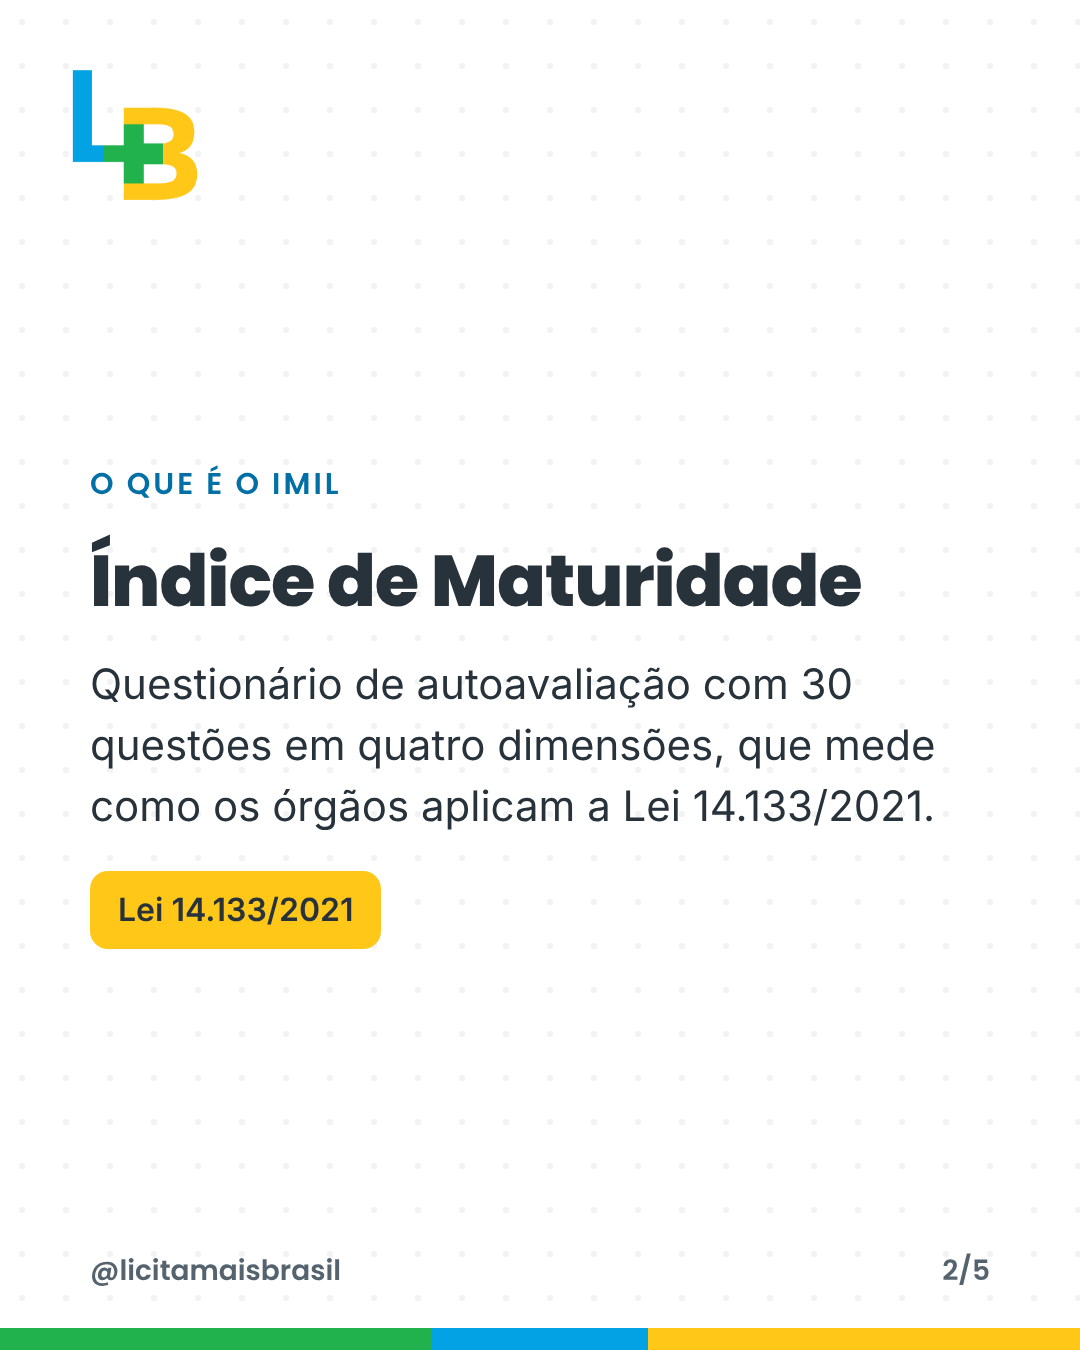 L+B
O QUE É O IMIL
Índice de Maturidade
Questionário de autoavaliação com 30
questões em quatro dimensões, que mede
como os órgãos aplicam a Lei 14.133/2021.
Lei 14.133/2021
@licitamaisbrasil
2/5